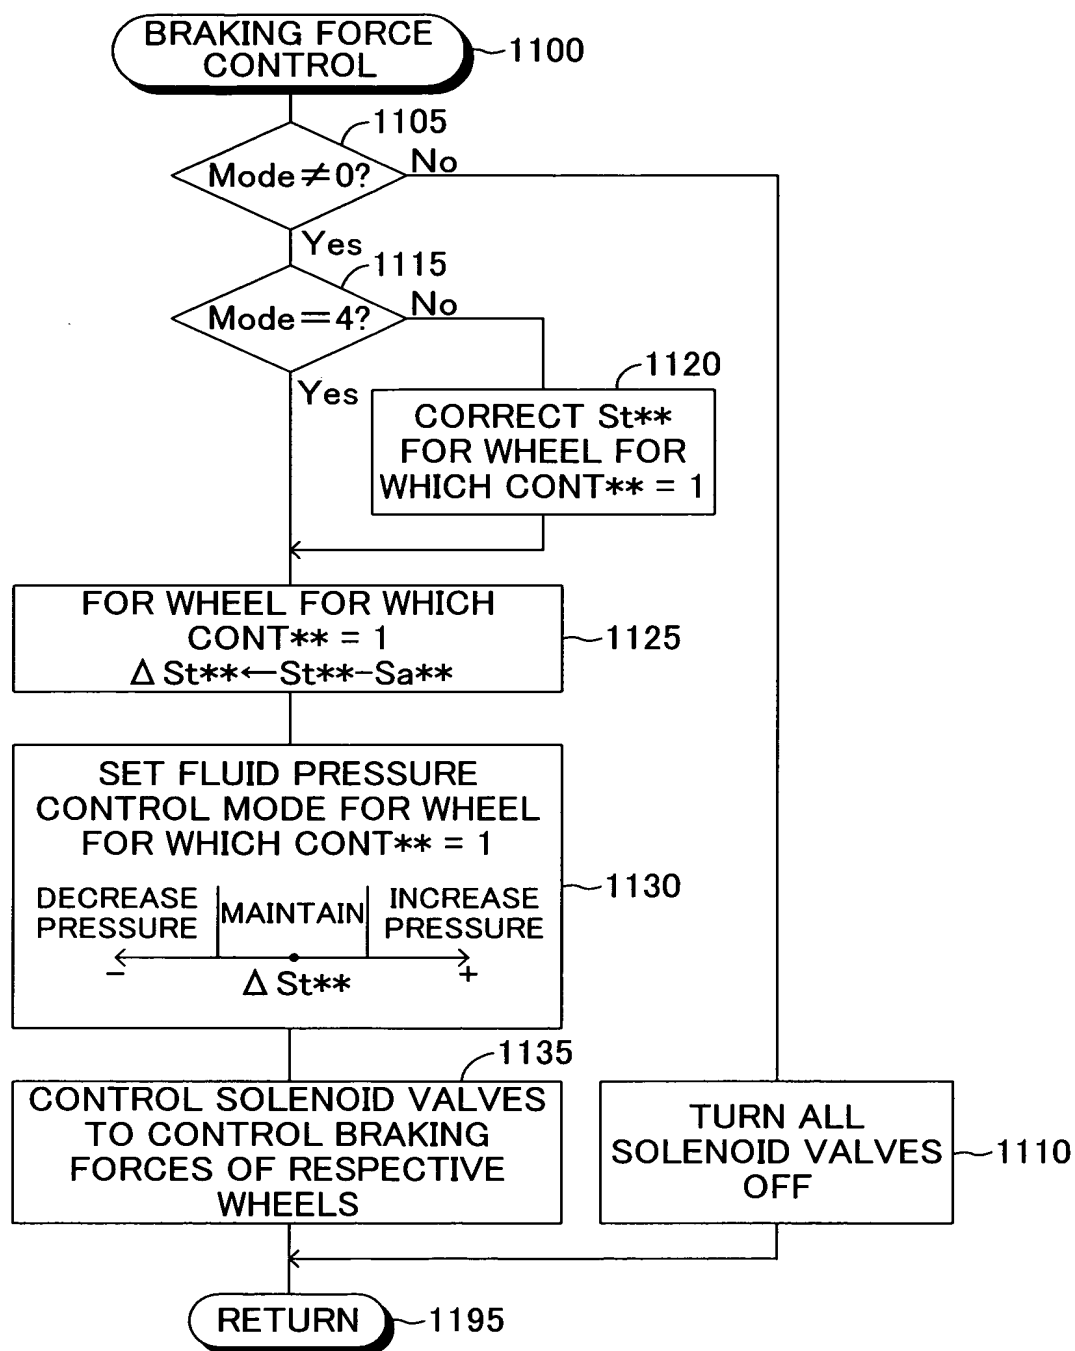 BRAKING FORCE
CONTROL
1100
1105
Mode≠0?
No
Yes
1115
Mode=4?
No
Yes
1120
CORRECT St**
FOR WHEEL FOR
WHICH CONT** = 1
FOR WHEEL FOR WHICH
CONT** = 1
Δ St**←St**-Sa**
1125
SET FLUID PRESSURE
CONTROL MODE FOR WHEEL
FOR WHICH CONT** = 1
DECREASE
PRESSURE
MAINTAIN
INCREASE
PRESSURE
−
+
Δ St**
1130
1135
CONTROL SOLENOID VALVES
TO CONTROL BRAKING
FORCES OF RESPECTIVE
WHEELS
TURN ALL
SOLENOID VALVES
OFF
1110
RETURN
1195